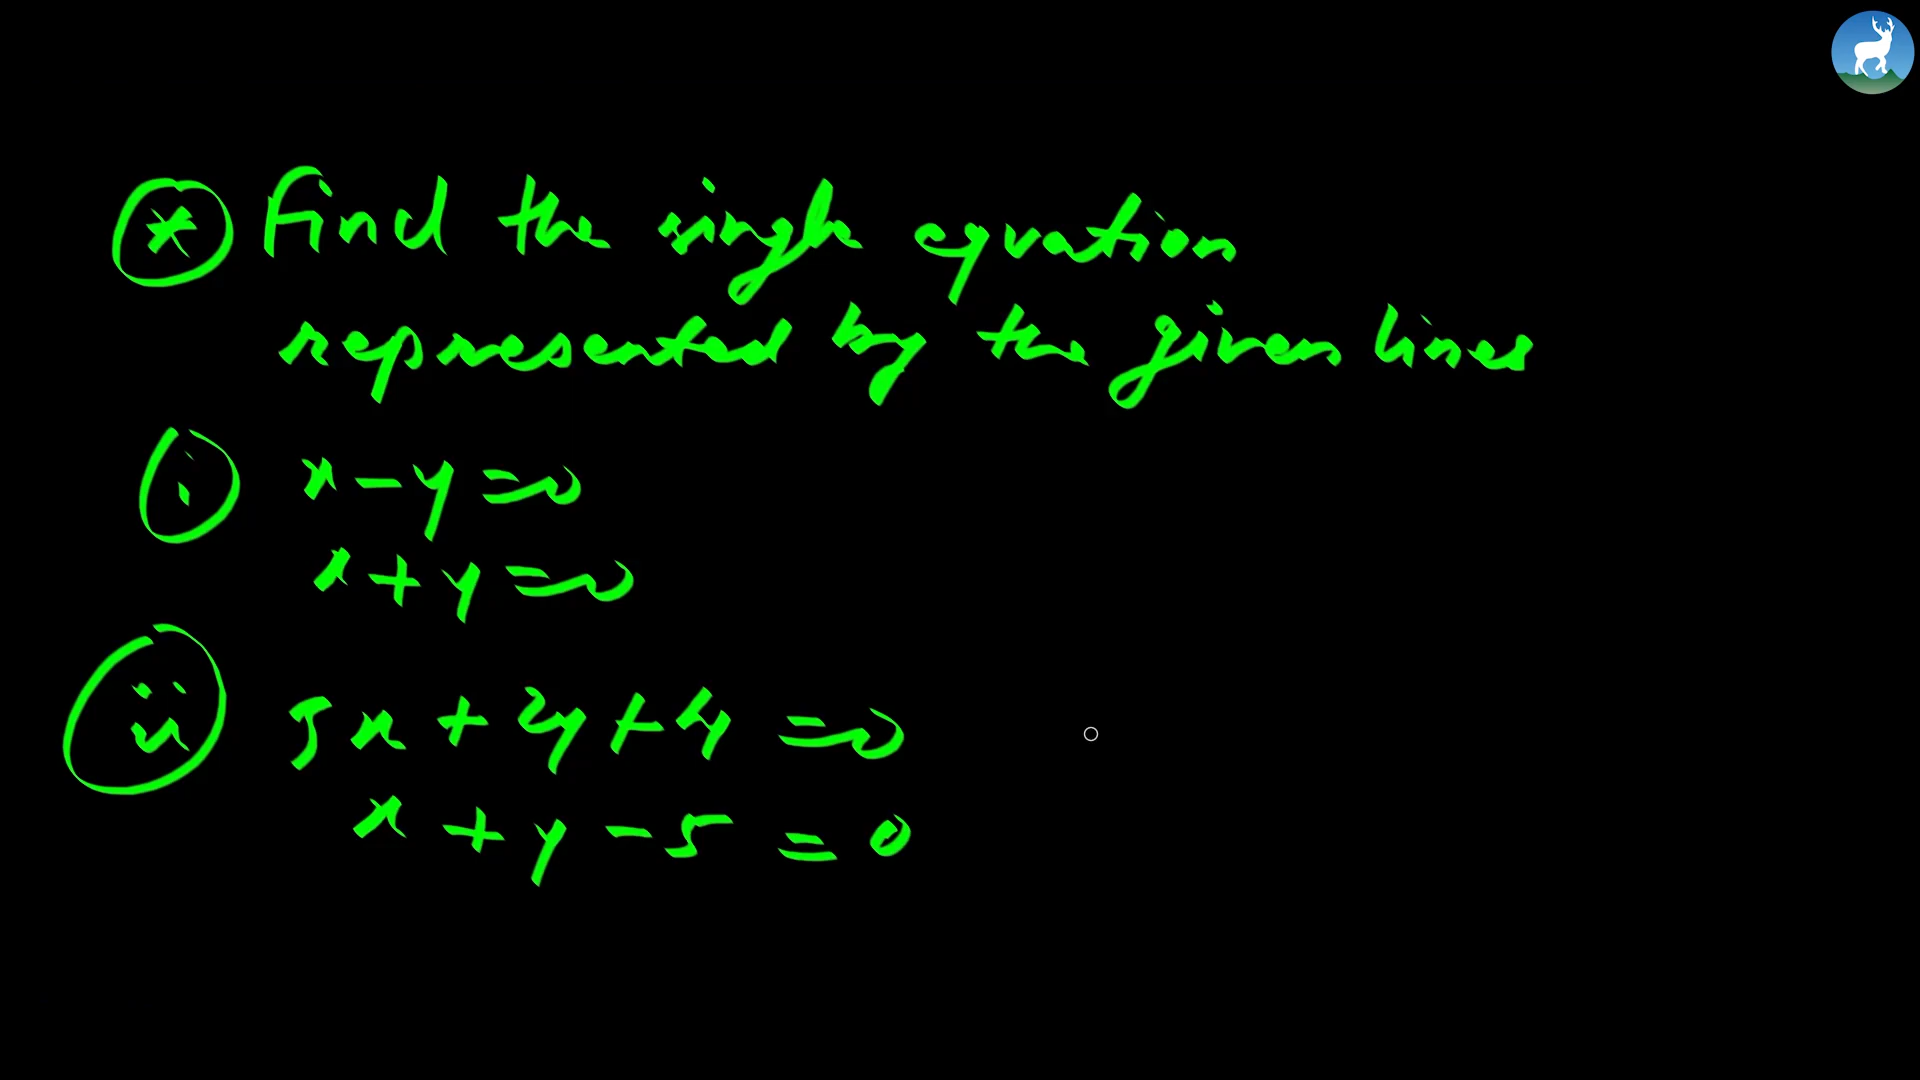 * Find the single equation
represented by the given lines
i x - y = 0
x + y = 0
ii 5x + 2y + 4 = 0
x + y - 5 = 0